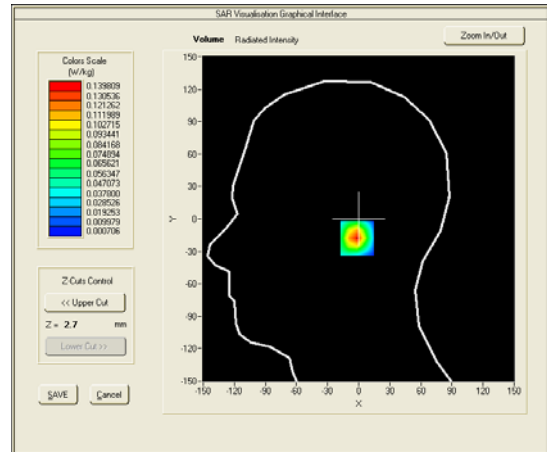 SAR Visualisation Graphical Interface
Volume Radiated Intensity
Zoom In/Out
Colors Scale
(W/kg)
0.139809
0.130536
0.121262
0.111989
0.102715
0.093441
0.084168
0.074894
0.065621
0.056347
0.047073
0.037800
0.028526
0.019253
0.009979
0.000706
Z-Cuts Control
<< Upper Cut
Z = 2.7 mm
Lower Cut >>
SAVE Cancel
150
120
90
60
30
0
-30
-60
-90
-120
-150
Y
-150 -120 -90 -60 -30 0 30 60 90 120 150
X